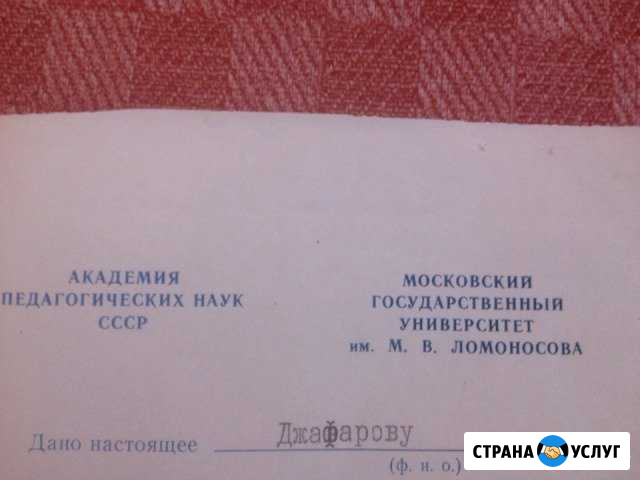 АКАДЕМИЯ
ПЕДАГОГИЧЕСКИХ НАУК
СССР
МОСКОВСКИЙ
ГОСУДАРСТВЕННЫЙ
УНИВЕРСИТЕТ
им. М. В. ЛОМОНОСОВА
Дано настоящее Джафарову
(ф. и. о.)
СТРАНА УСЛУГ